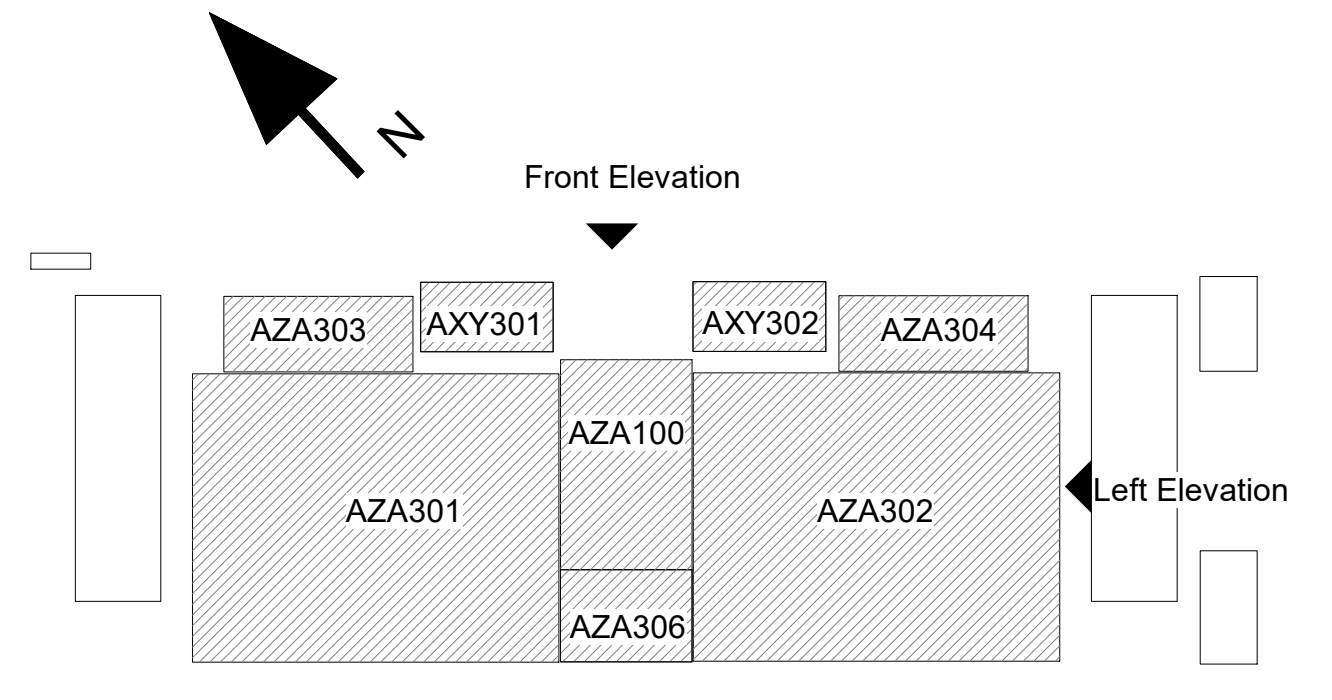 N
Front Elevation
AZA303
AXY301
AXY302
AZA304
AZA100
AZA301
AZA302
Left Elevation
AZA306